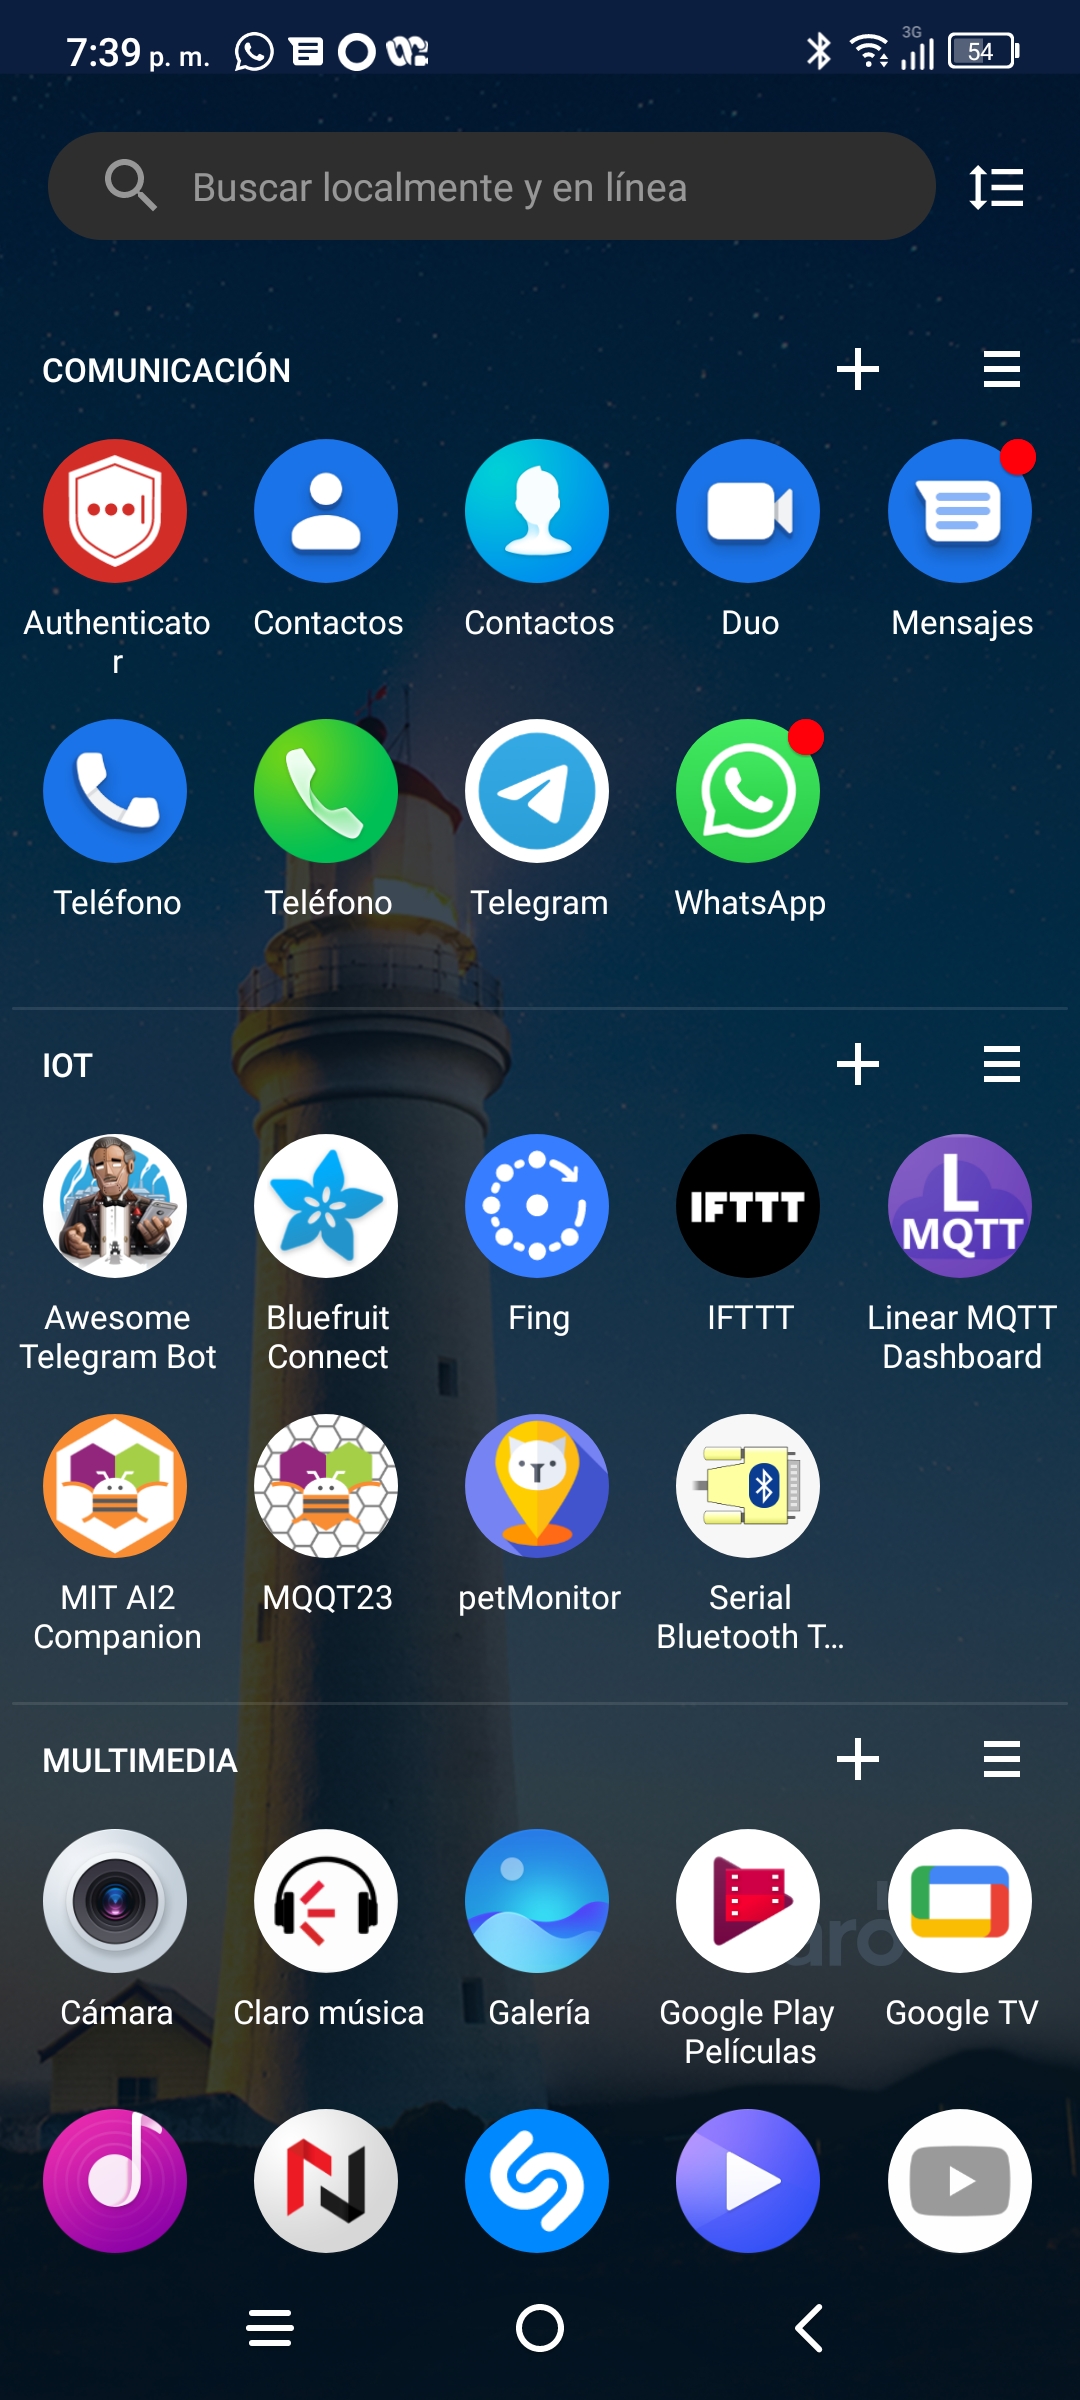 7:39 p. m.
3G
54
Buscar localmente y en línea
COMUNICACIÓN
Authenticato
r
Contactos
Contactos
Duo
Mensajes
Teléfono
Teléfono
Telegram
WhatsApp
IOT
IFTTT
L
MQTT
Awesome
Telegram Bot
Bluefruit
Connect
Fing
IFTTT
Linear MQTT
Dashboard
MIT AI2
Companion
MQQT23
petMonitor
Serial
Bluetooth T...
MULTIMEDIA
Cámara
Claro música
Galería
Google Play
Películas
Google TV